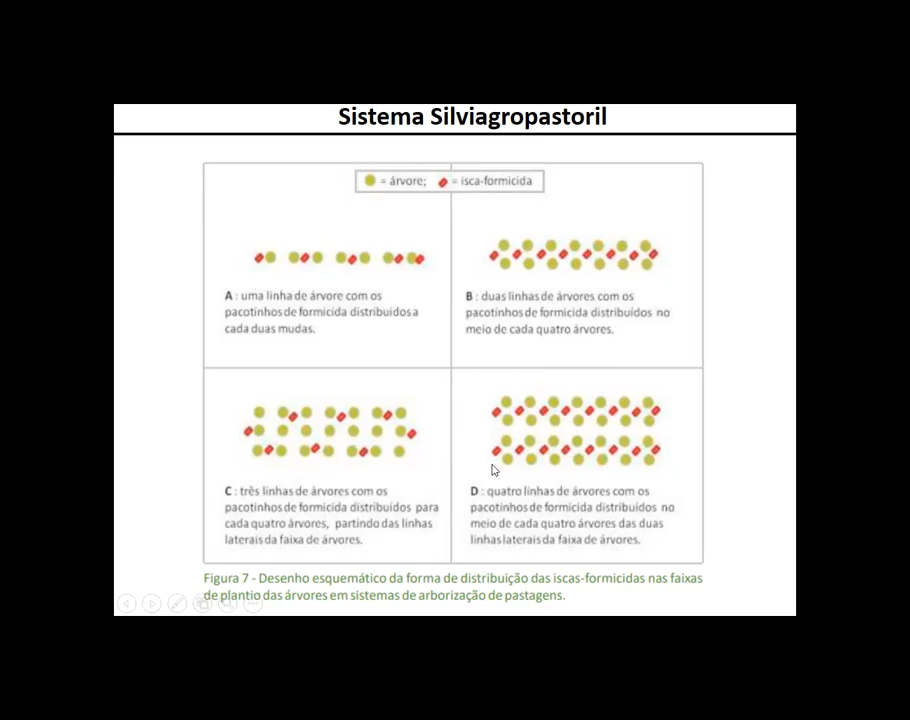 Sistema Silviagropastoril
= árvore; = isca-formicida
A : uma linha de árvore com os
pacotinhos de formicida distribuidos a
cada duas mudas.
B : duas linhas de árvores com os
pacotinhos de formicida distribuídos no
meio de cada quatro árvores.
C : três linhas de árvores com os
pacotinhos de formicida distribuídos para
cada quatro árvores, partindo das linhas
laterais da faixa de árvores.
D : quatro linhas de árvores com os
pacotinhos de formicida distribuídos no
meio de cada quatro árvores das duas
linhas laterais da faixa de árvores.
Figura 7 - Desenho esquemático da forma de distribuição das iscas-formicidas nas faixas
de plantio das árvores em sistemas de arborização de pastagens.